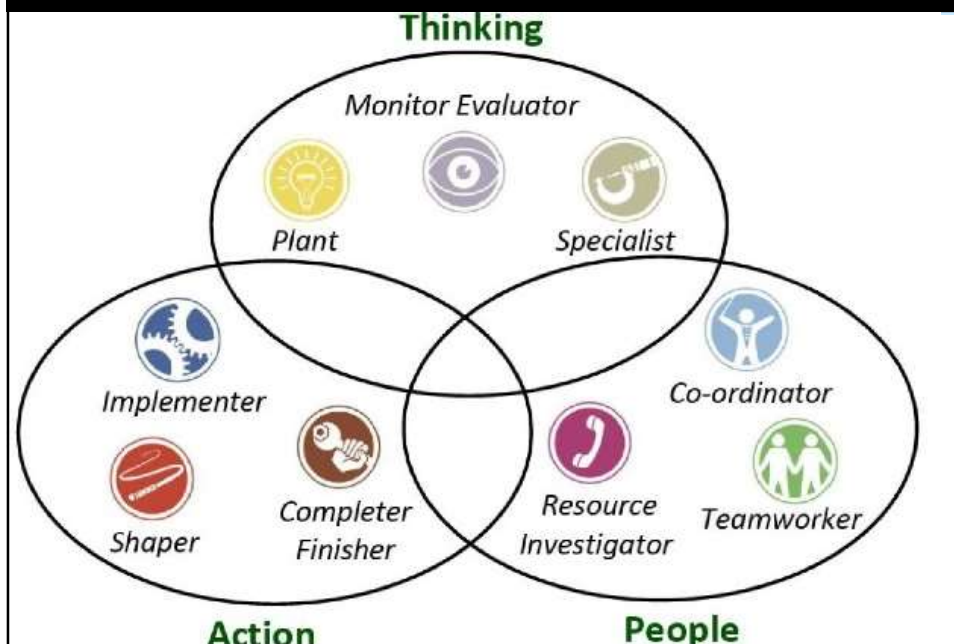 Thinking
Monitor Evaluator
Plant
Specialist
Implementer
Co-ordinator
Shaper
Completer
Finisher
Resource
Investigator
Teamworker
Action
People